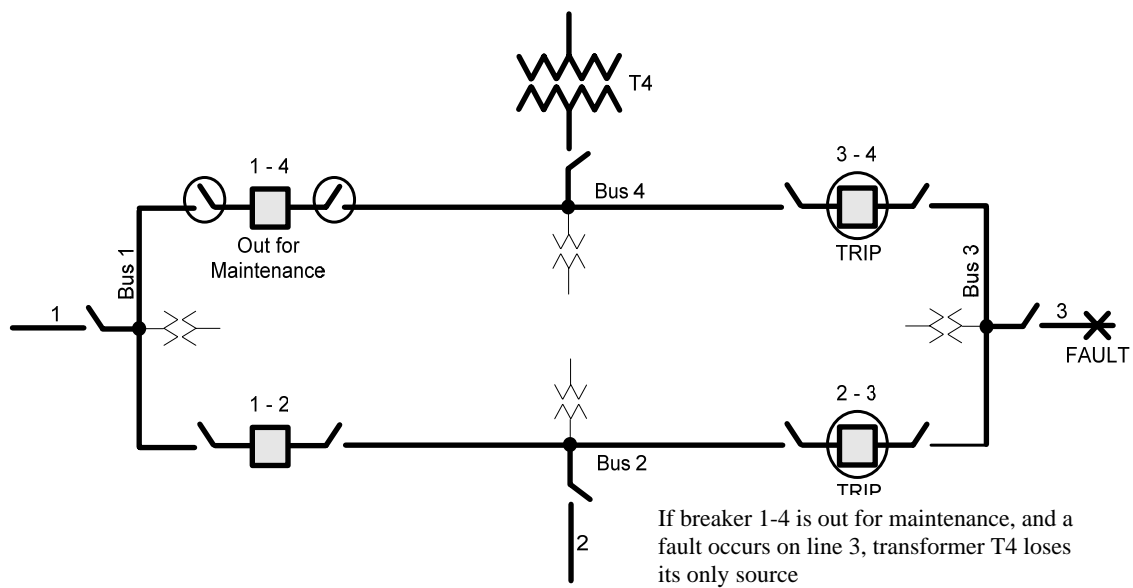 T4
1 - 4
3 - 4
Bus 4
Out for
Maintenance
TRIP
Bus 1
Bus 3
1
3
FAULT
1 - 2
2 - 3
Bus 2
TRIP
2
If breaker 1-4 is out for maintenance, and a
fault occurs on line 3, transformer T4 loses
its only source